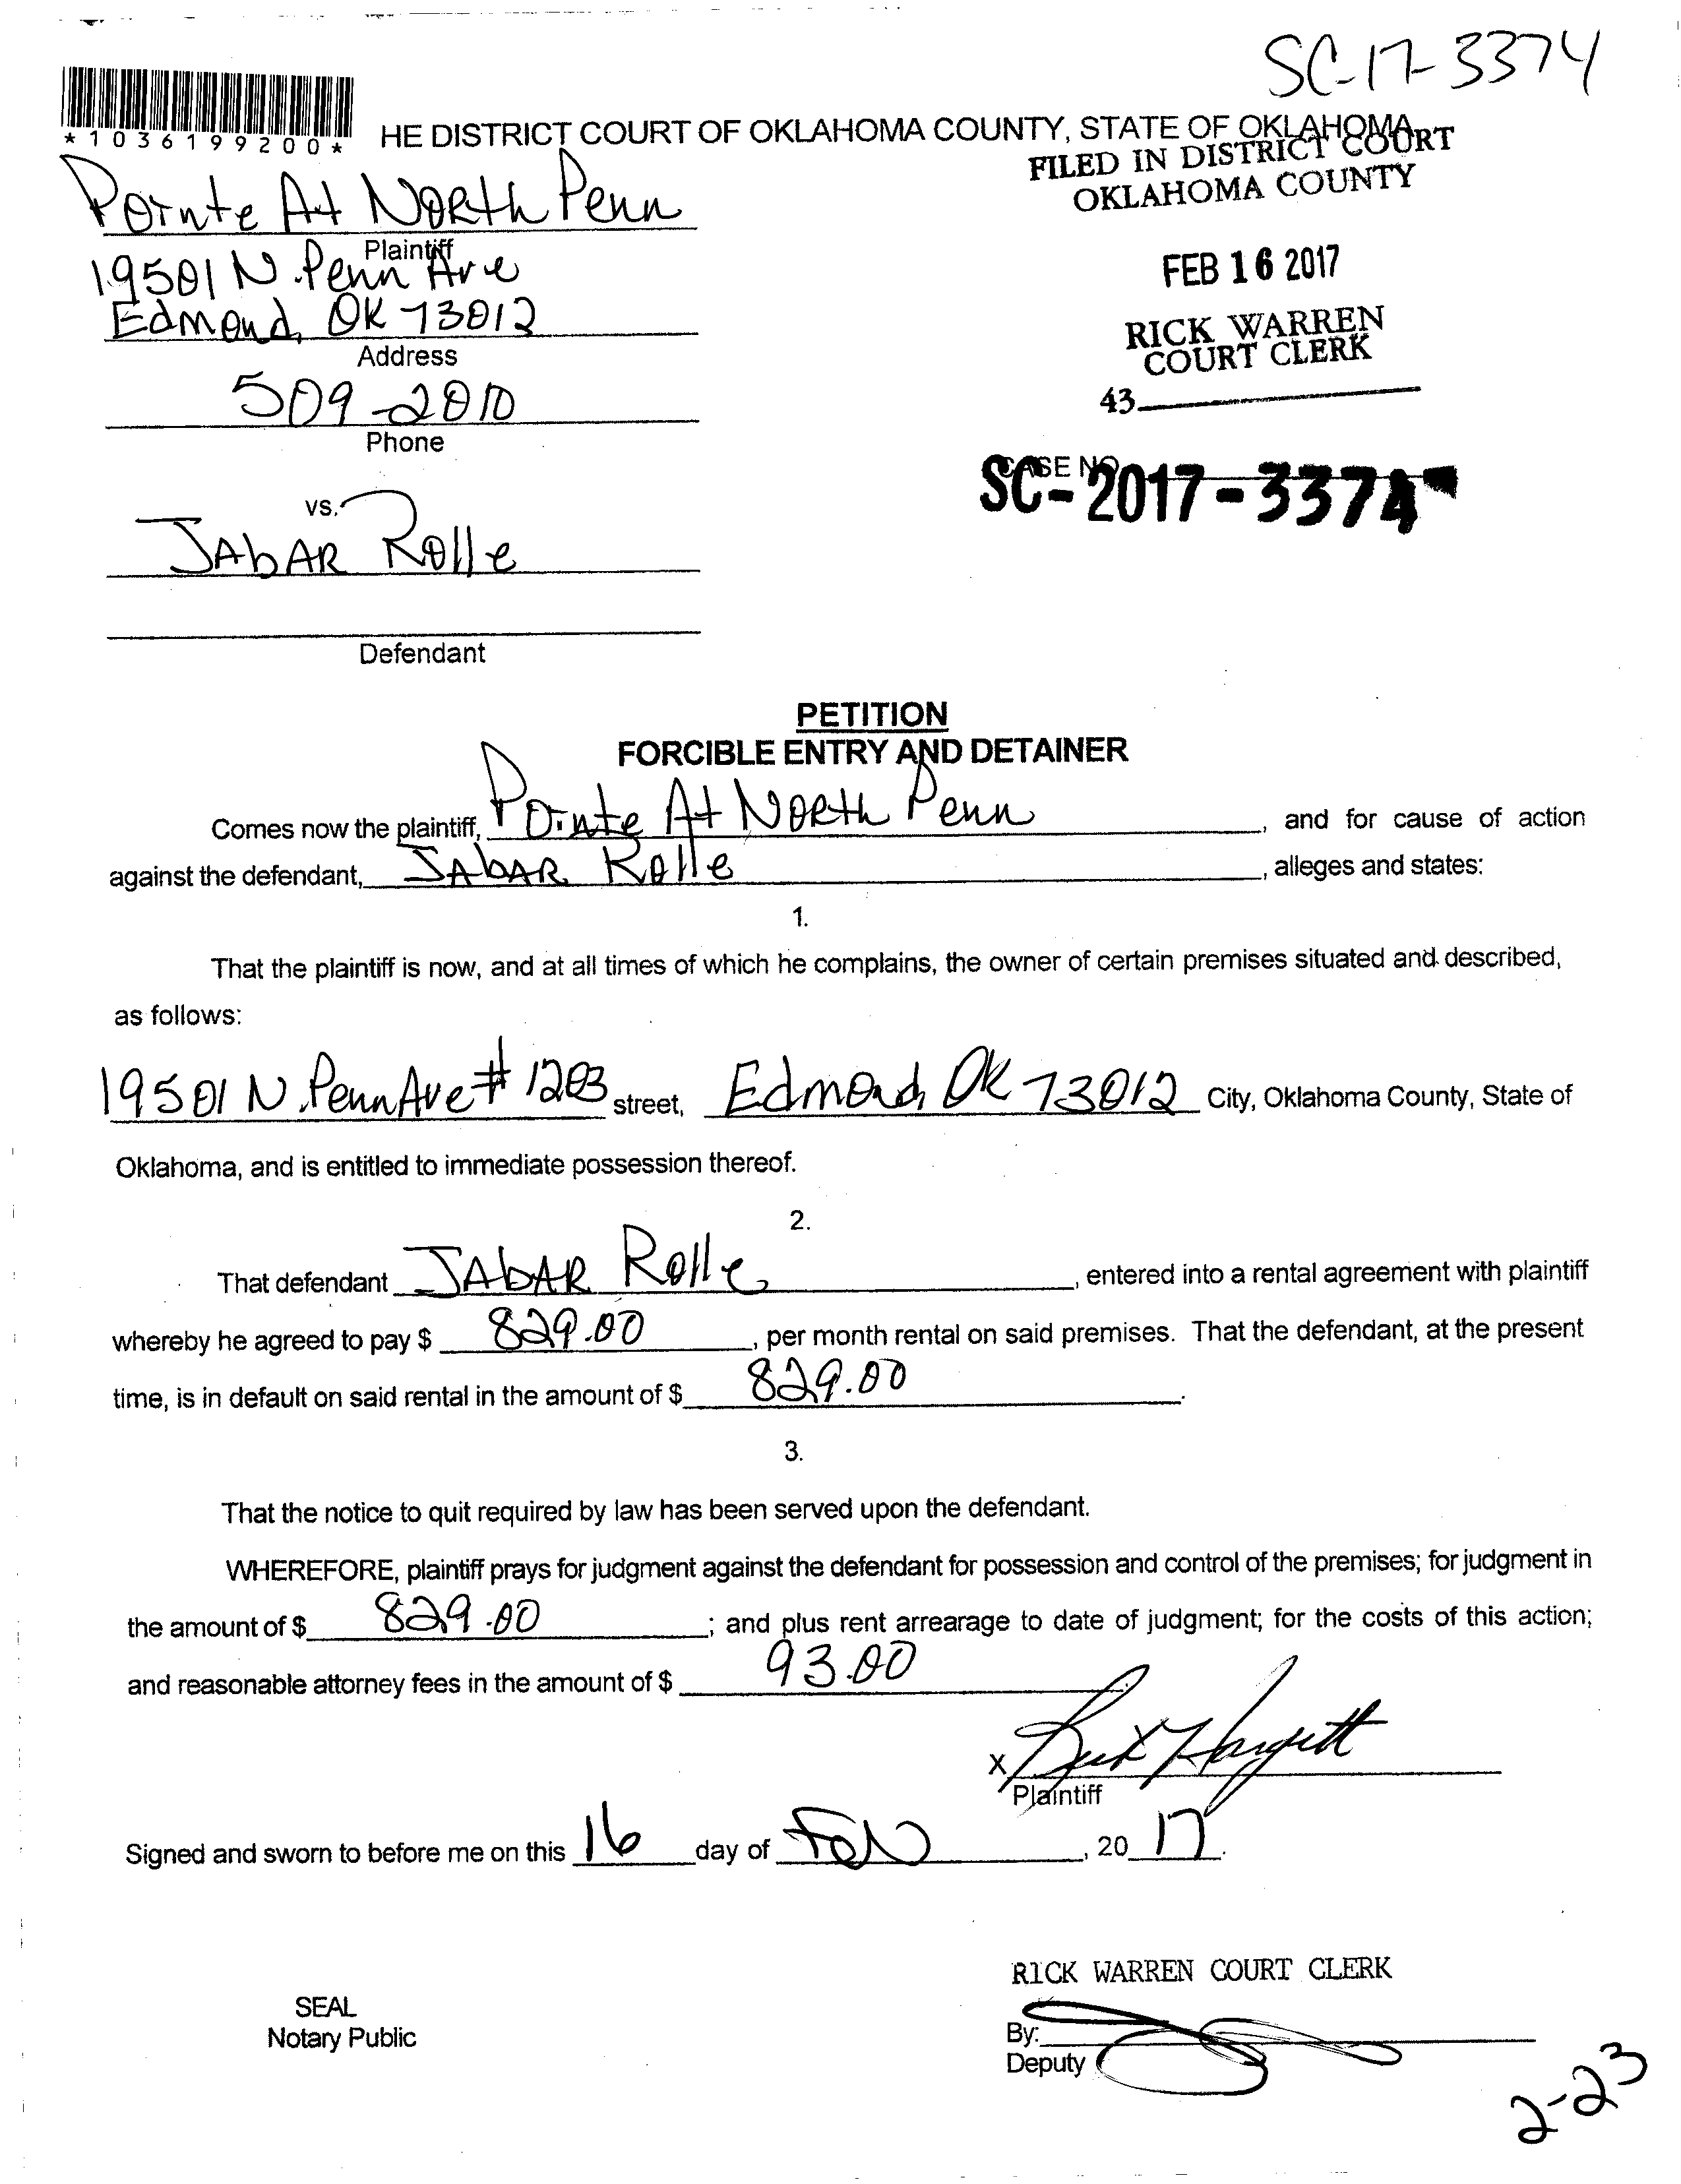 SC-17-3374
*1036199200*
HE DISTRICT COURT OF OKLAHOMA COUNTY, STATE OF OKLAHOMA
FILED IN DISTRICT COURT
OKLAHOMA COUNTY
Pointe At North Penn
Plaintiff
19501 N. Penn Ave
FEB 16 2017
Edmond, OK 73012
Address
RICK WARREN
COURT CLERK
509-2010
43
Phone
CASE NO.
SC-2017-3374
vs.
JAbAR Rolle
Defendant
PETITION
FORCIBLE ENTRY AND DETAINER
Comes now the plaintiff, Pointe At North Penn, and for cause of action
against the defendant, JAbAR Rolle, alleges and states:
1.
That the plaintiff is now, and at all times of which he complains, the owner of certain premises situated and described,
as follows:
19501 N. Penn Ave # 1203 street, Edmond, OK 73012 City, Oklahoma County, State of
Oklahoma, and is entitled to immediate possession thereof.
2.
That defendant JAbAR Rolle, entered into a rental agreement with plaintiff
whereby he agreed to pay $ 829.00, per month rental on said premises. That the defendant, at the present
time, is in default on said rental in the amount of $ 829.00.
3.
That the notice to quit required by law has been served upon the defendant.
WHEREFORE, plaintiff prays for judgment against the defendant for possession and control of the premises; for judgment in
the amount of $ 829.00; and plus rent arrearage to date of judgment; for the costs of this action;
and reasonable attorney fees in the amount of $ 93.00.
X
Plaintiff
Signed and sworn to before me on this 16 day of Feb, 2017.
RICK WARREN COURT CLERK
SEAL
Notary Public
By:
Deputy
2-23